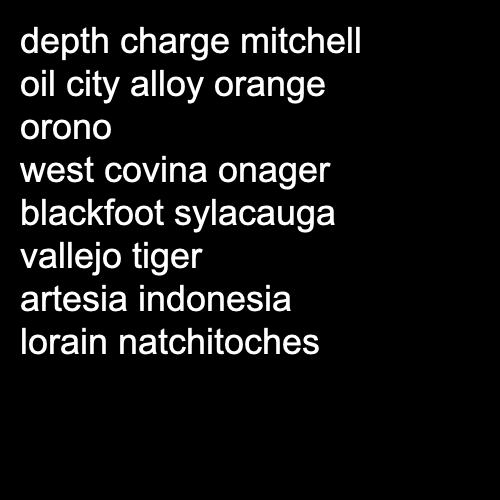 depth charge mitchell
oil city alloy orange
orono
west covina onager
blackfoot sylacauga
vallejo tiger
artesia indonesia
lorain natchitoches